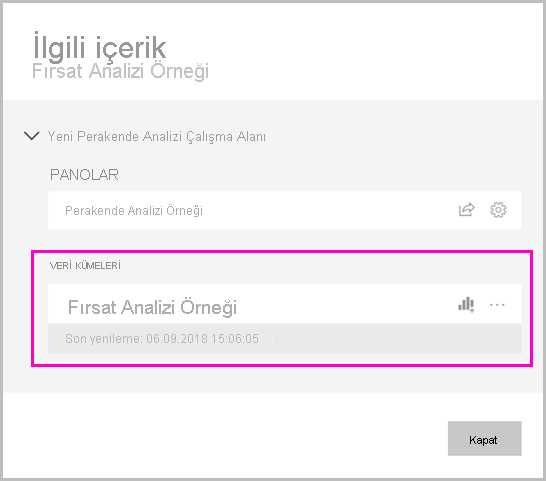 İlgili içerik
Fırsat Analizi Örneği
Yeni Perakende Analizi Çalışma Alanı
PANOLAR
Perakende Analizi Örneği
VERİ KÜMELERİ
Fırsat Analizi Örneği
Son yenileme: 06.09.2018 15:06:05
Kapat